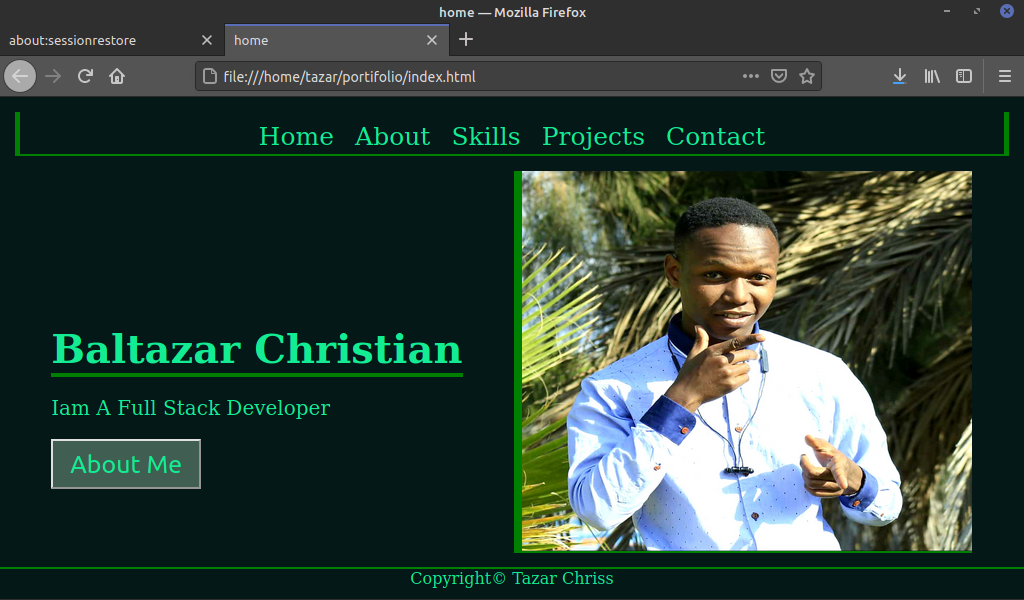 home — Mozilla Firefox
about:sessionrestore
home
file:///home/tazar/portifolio/index.html
Home About Skills Projects Contact
Baltazar Christian
Iam A Full Stack Developer
About Me
Copyright© Tazar Chriss